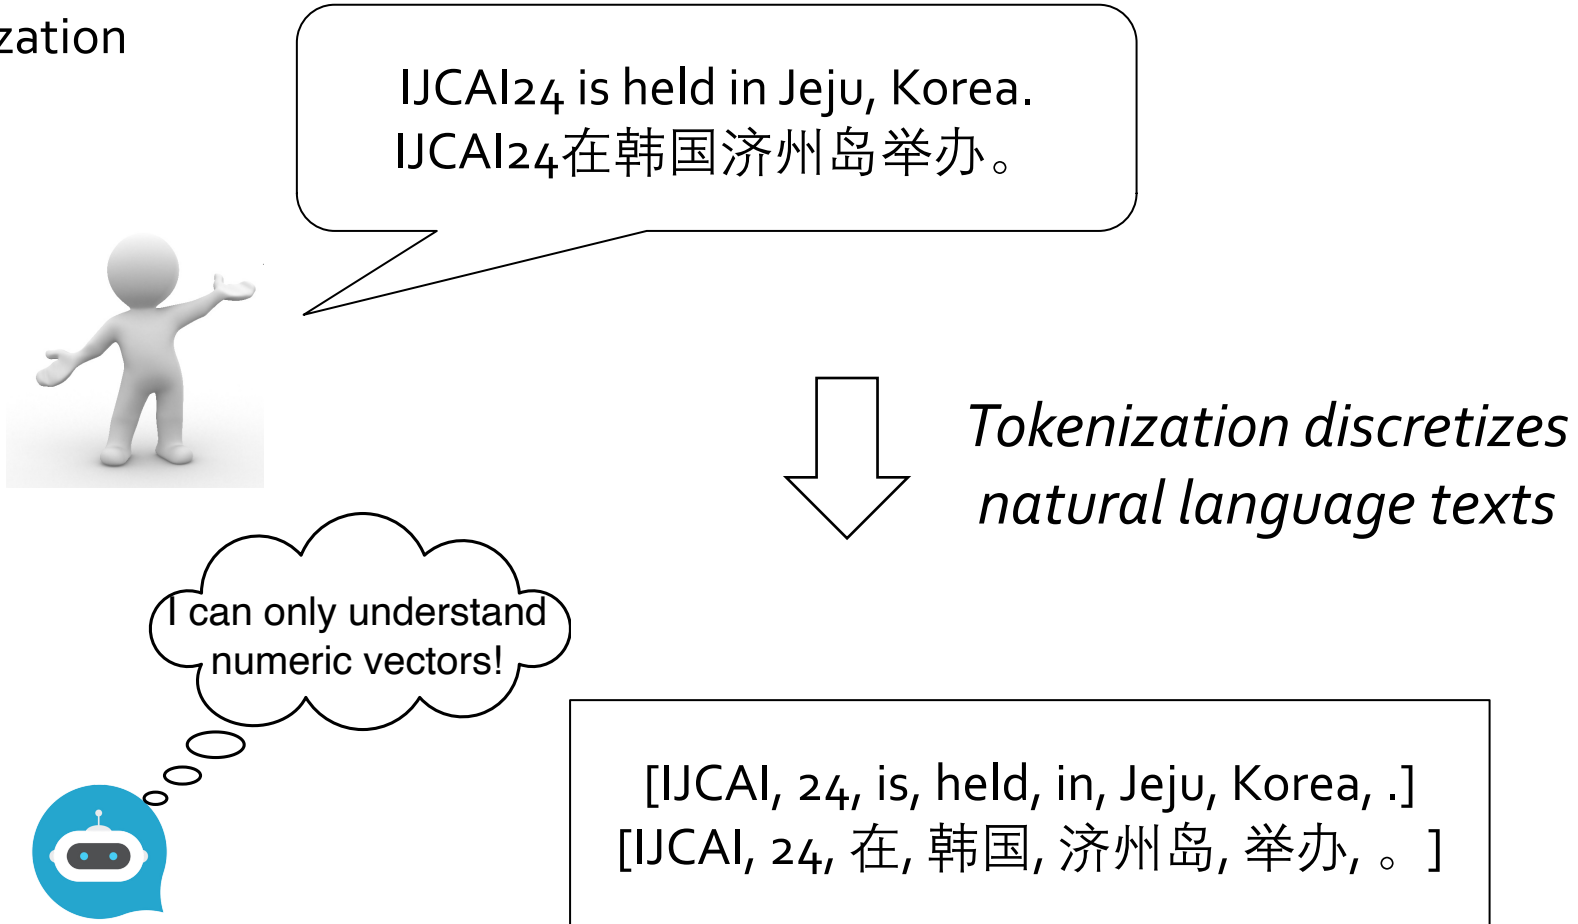 zation
IJCAI24 is held in Jeju, Korea.
IJCAI24在韩国济州岛举办。
Tokenization discretizes
natural language texts
I can only understand
numeric vectors!
[IJCAI, 24, is, held, in, Jeju, Korea, .]
[IJCAI, 24, 在, 韩国, 济州岛, 举办, 。]